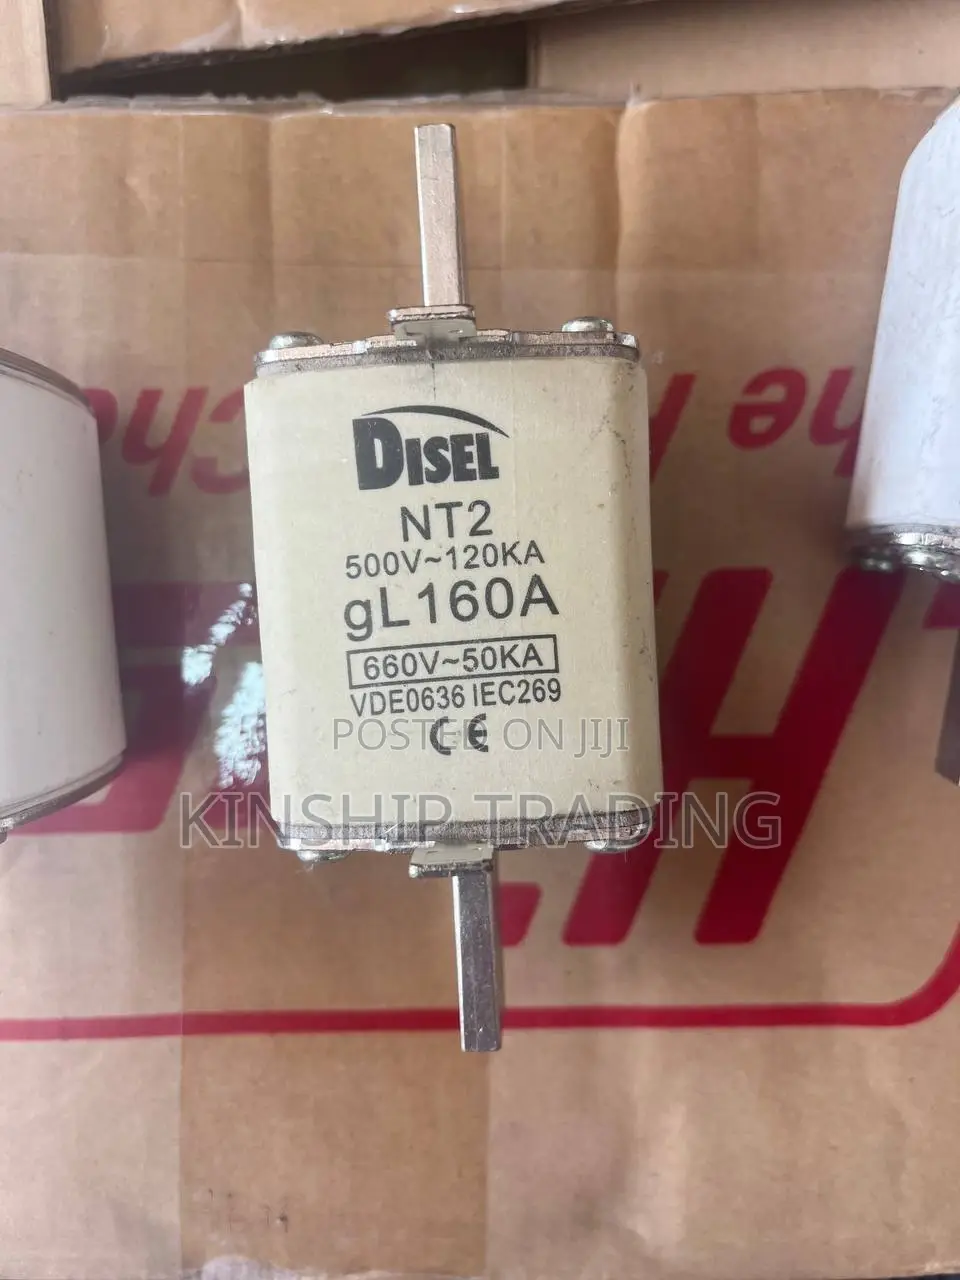 DISEL
NT2
500V~120KA
gL160A
660V~50KA
VDE0636 IEC269
CE
POSTED ON JIJI
KINSHIP TRADING